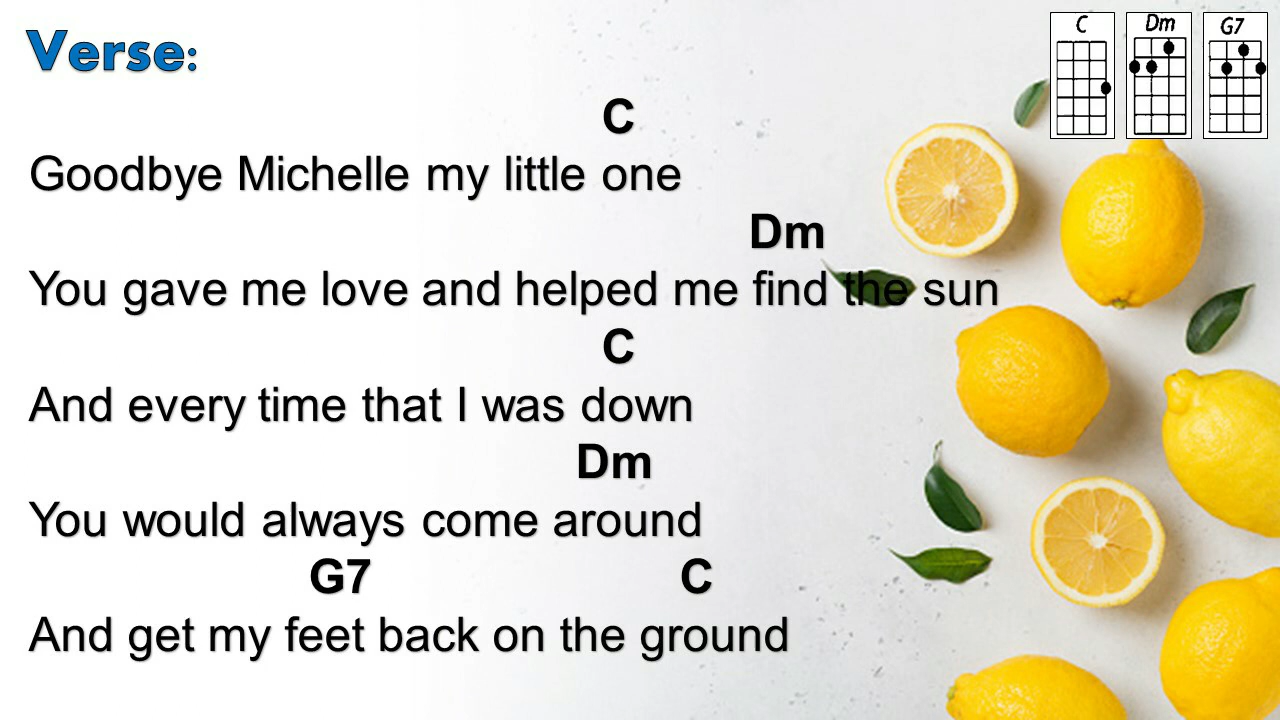 Verse:
C Dm G7
C
Goodbye Michelle my little one
Dm
You gave me love and helped me find the sun
C
And every time that I was down
Dm
You would always come around
G7 C
And get my feet back on the ground